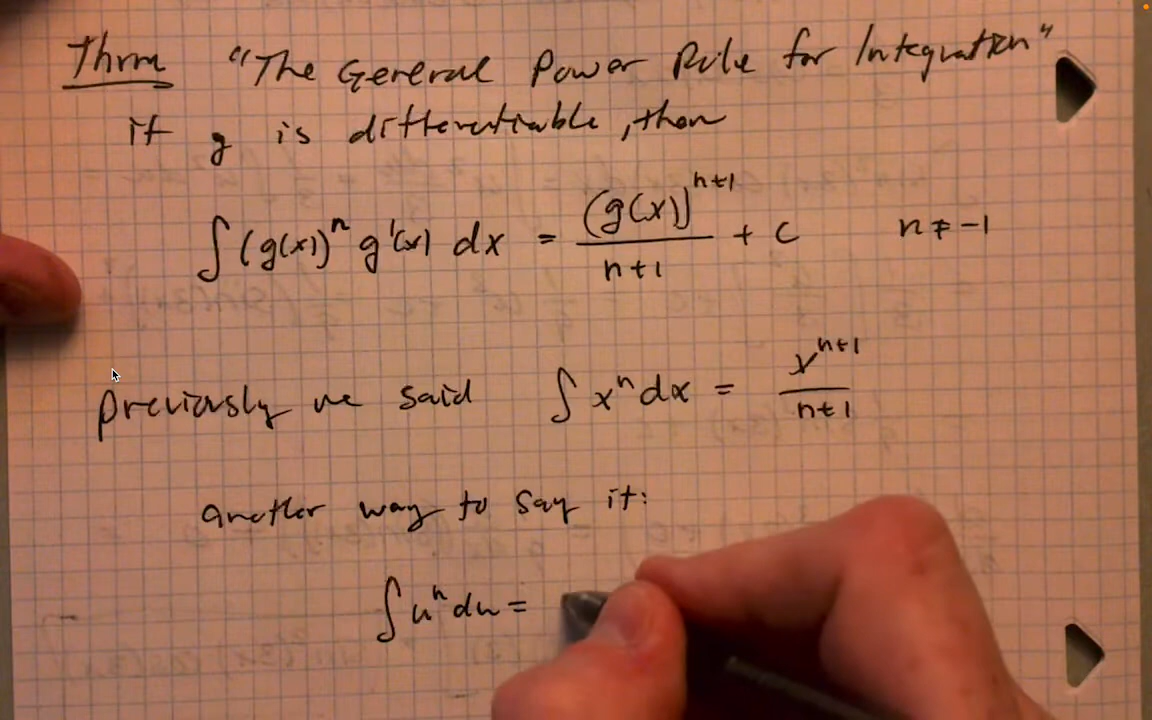 Thrm "The General Power Rule for Integration"
if g is differentiable, then
∫(g(x))ⁿ g'(x) dx = (g(x))ⁿ⁺¹ / n+1 + C n ≠ -1
previously we said ∫ xⁿ dx = xⁿ⁺¹ / n+1
another way to say it:
∫ uⁿ du =